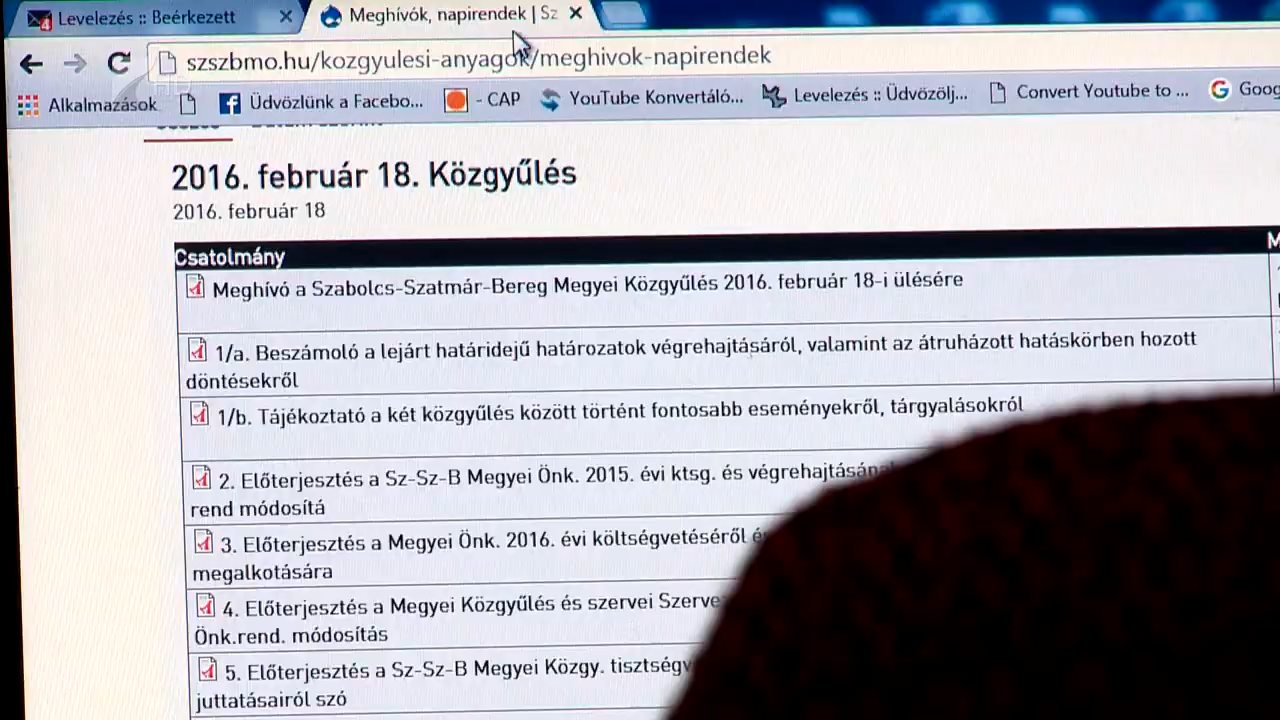 Levelezés :: Beérkezett
Meghívók, napirendek | Sz
szszbmo.hu/kozgyulesi-anyagok/meghivok-napirendek
Alkalmazások
Üdvözlünk a Facebo...
- CAP
YouTube Konvertáló...
Levelezés :: Üdvözölj...
Convert Youtube to ...
Goog
2016. február 18. Közgyűlés
2016. február 18
Csatolmány
M
Meghívó a Szabolcs-Szatmár-Bereg Megyei Közgyűlés 2016. február 18-i ülésére
1/a. Beszámoló a lejárt határidejű határozatok végrehajtásáról, valamint az átruházott hatáskörben hozott
döntésekről
1/b. Tájékoztató a két közgyűlés között történt fontosabb eseményekről, tárgyalásokról
2. Előterjesztés a Sz-Sz-B Megyei Önk. 2015. évi ktsg. és végrehajtásána
rend módosítá
3. Előterjesztés a Megyei Önk. 2016. évi költségvetéséről é
megalkotására
4. Előterjesztés a Megyei Közgyűlés és szervei Szerve
Önk.rend. módosítás
5. Előterjesztés a Sz-Sz-B Megyei Közgy. tisztségv
juttatásairól szó